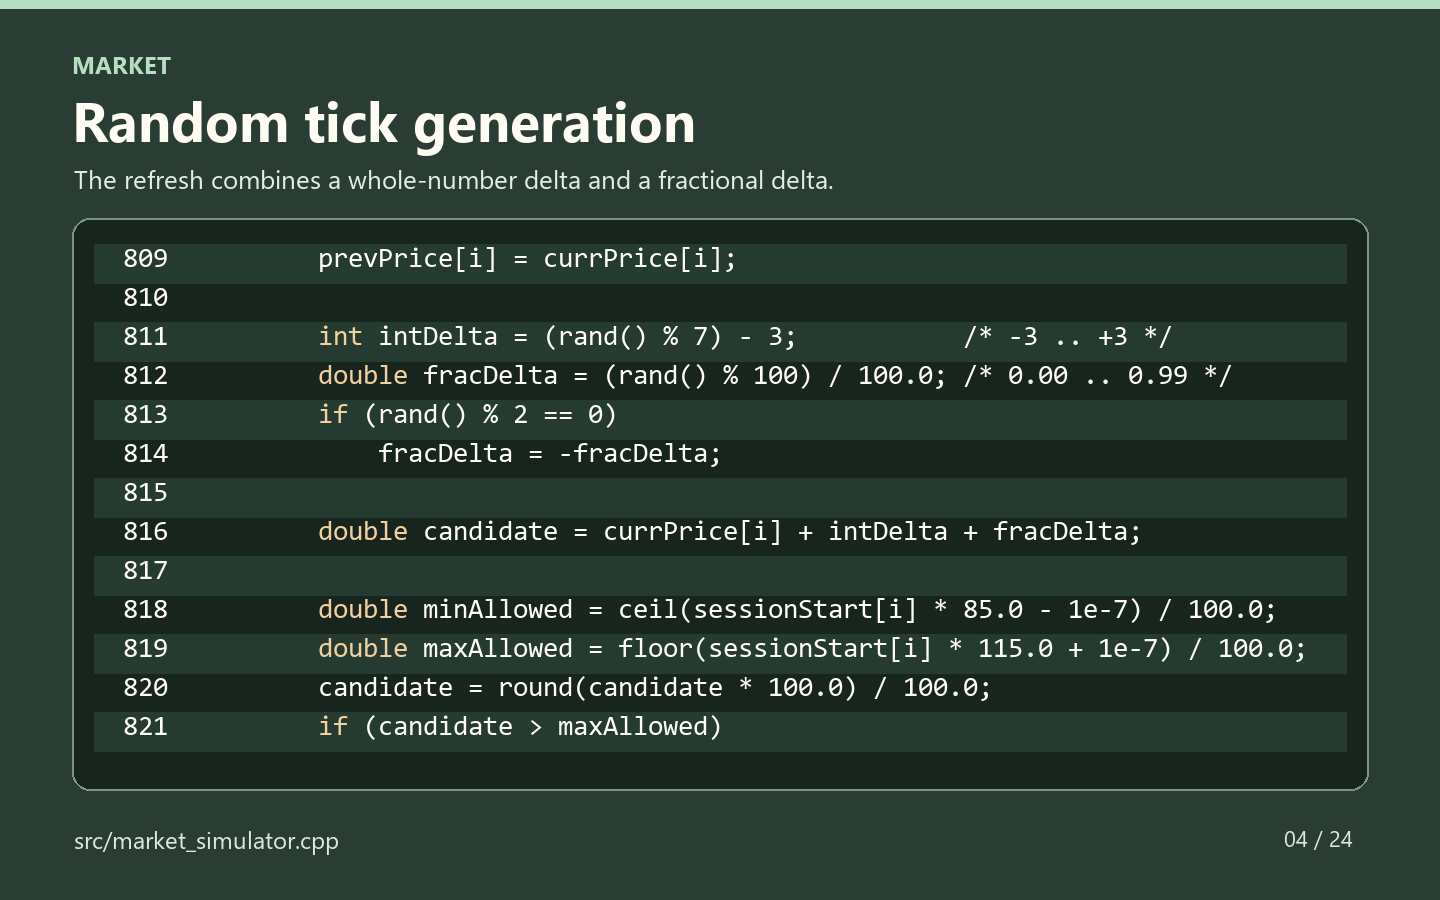 MARKET
Random tick generation
The refresh combines a whole-number delta and a fractional delta.
809          prevPrice[i] = currPrice[i];
810
811          int intDelta = (rand() % 7) - 3;           /* -3 .. +3 */
812          double fracDelta = (rand() % 100) / 100.0; /* 0.00 .. 0.99 */
813          if (rand() % 2 == 0)
814              fracDelta = -fracDelta;
815
816          double candidate = currPrice[i] + intDelta + fracDelta;
817
818          double minAllowed = ceil(sessionStart[i] * 85.0 - 1e-7) / 100.0;
819          double maxAllowed = floor(sessionStart[i] * 115.0 + 1e-7) / 100.0;
820          candidate = round(candidate * 100.0) / 100.0;
821          if (candidate > maxAllowed)
src/market_simulator.cpp
04 / 24